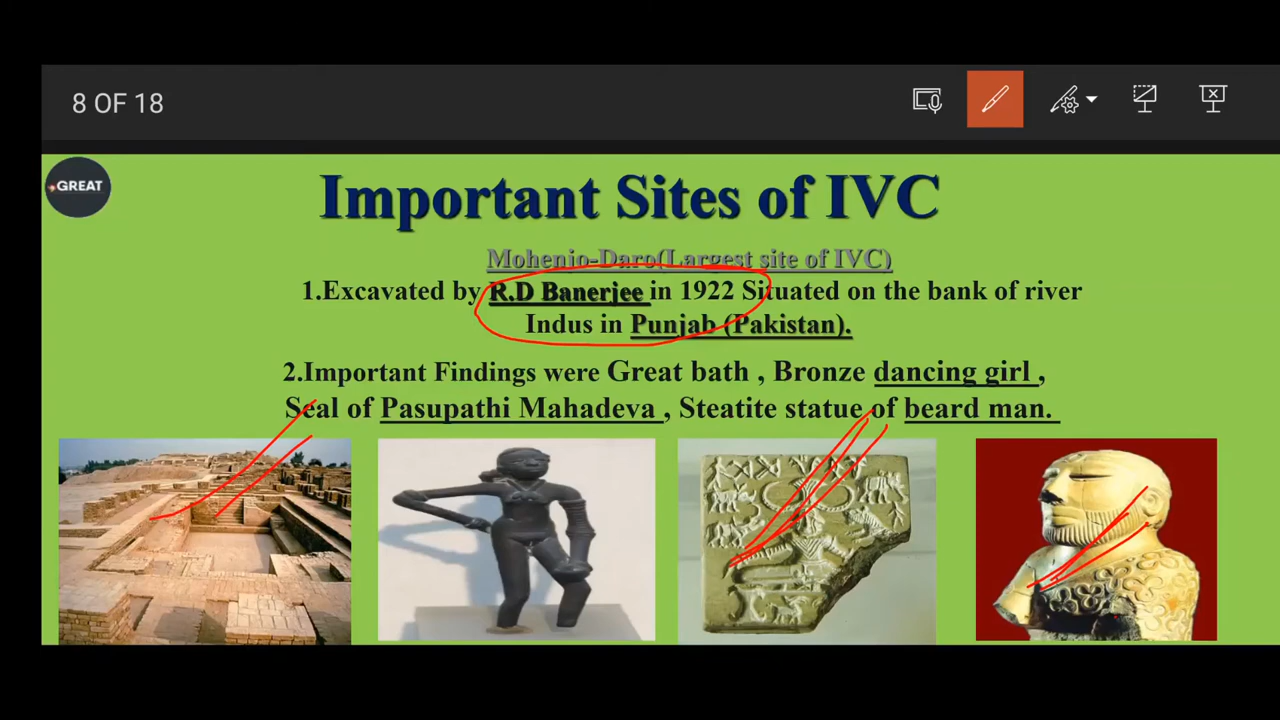 8 OF 18
GREAT
Important Sites of IVC
Mohenjo-Daro(Largest site of IVC)
1.Excavated by R.D Banerjee in 1922 Situated on the bank of river
Indus in Punjab (Pakistan).
2.Important Findings were Great bath , Bronze dancing girl ,
Seal of Pasupathi Mahadeva , Steatite statue of beard man.